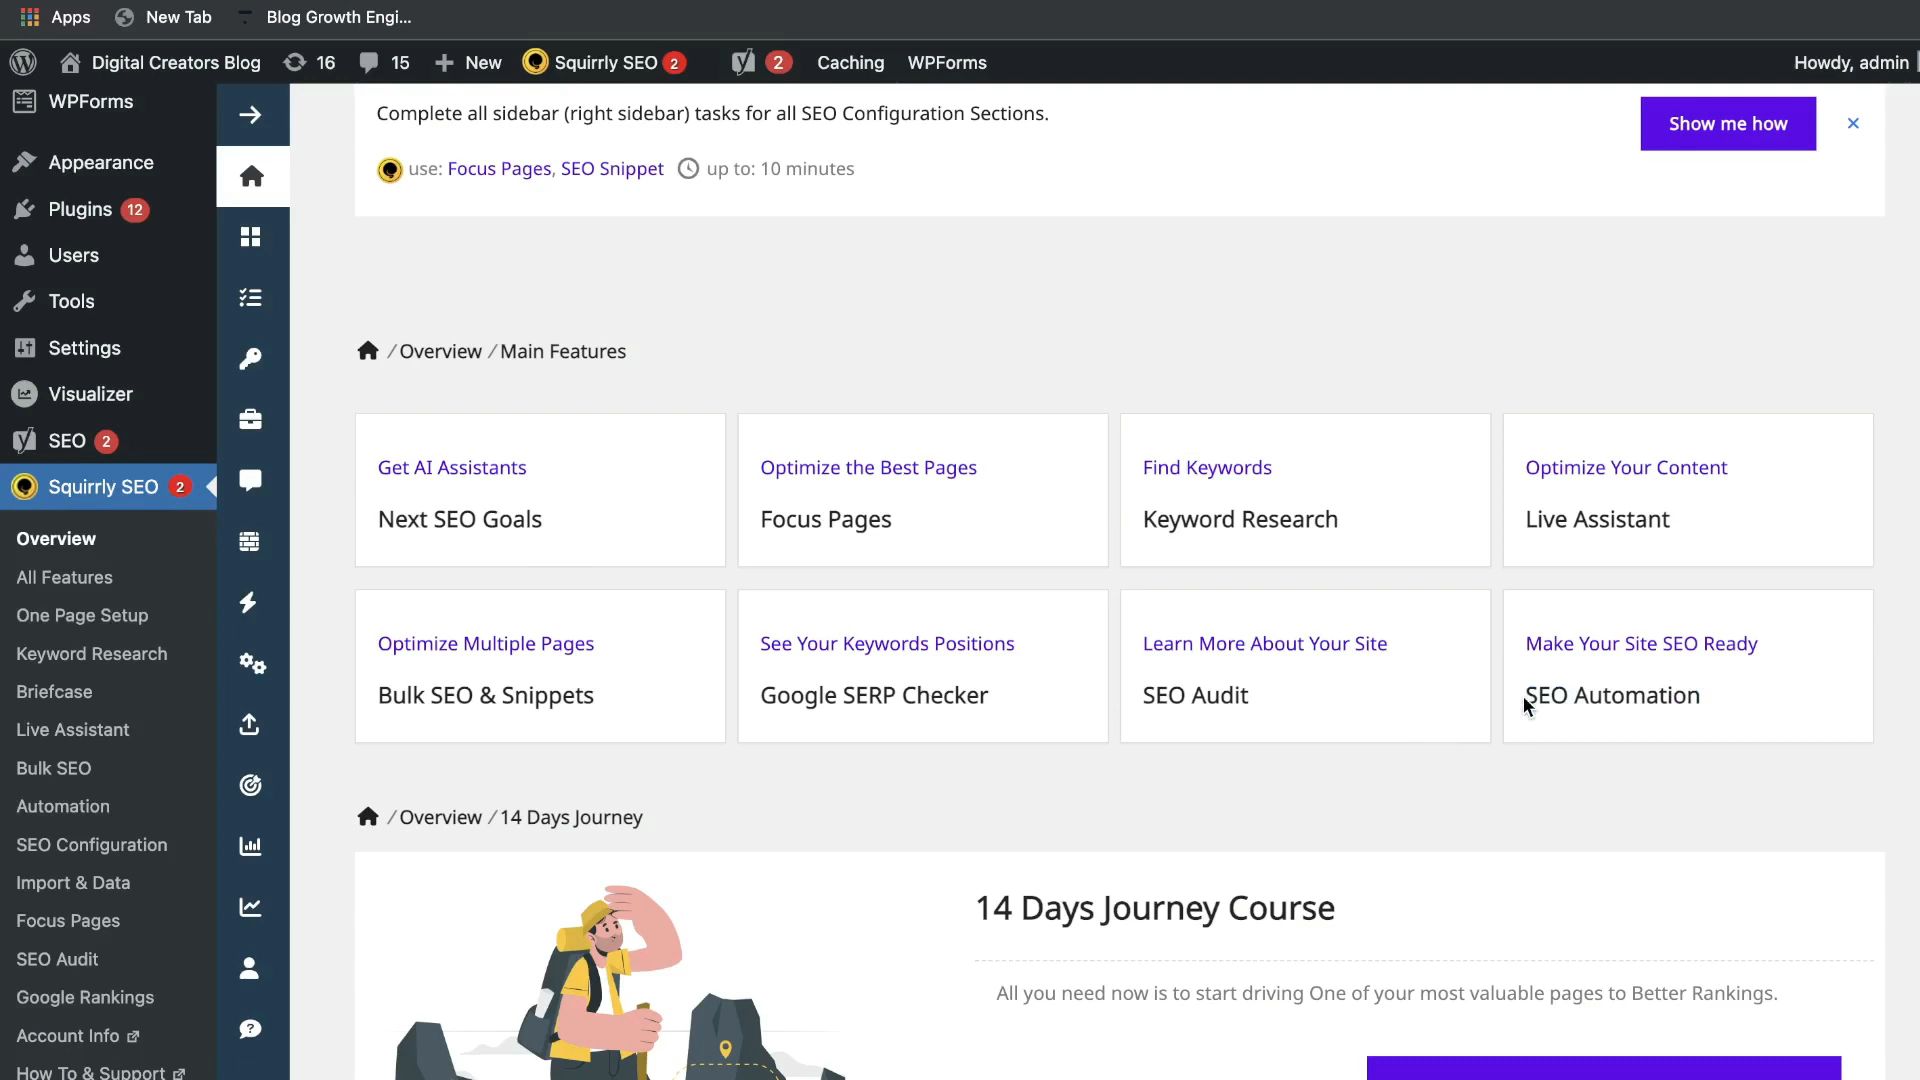 Apps New Tab Blog Growth Engi...
Digital Creators Blog 16 15 New Squirrly SEO 2 2 Caching WPForms Howdy, admin
WPForms
Appearance
Plugins 12
Users
Tools
Settings
Visualizer
SEO 2
Squirrly SEO 2
Overview
All Features
One Page Setup
Keyword Research
Briefcase
Live Assistant
Bulk SEO
Automation
SEO Configuration
Import & Data
Focus Pages
SEO Audit
Google Rankings
Account Info
How To & Support
Complete all sidebar (right sidebar) tasks for all SEO Configuration Sections.
Show me how
use: Focus Pages, SEO Snippet up to: 10 minutes
/ Overview / Main Features
Get AI Assistants
Next SEO Goals
Optimize the Best Pages
Focus Pages
Find Keywords
Keyword Research
Optimize Your Content
Live Assistant
Optimize Multiple Pages
Bulk SEO & Snippets
See Your Keywords Positions
Google SERP Checker
Learn More About Your Site
SEO Audit
Make Your Site SEO Ready
SEO Automation
/ Overview / 14 Days Journey
14 Days Journey Course
All you need now is to start driving One of your most valuable pages to Better Rankings.